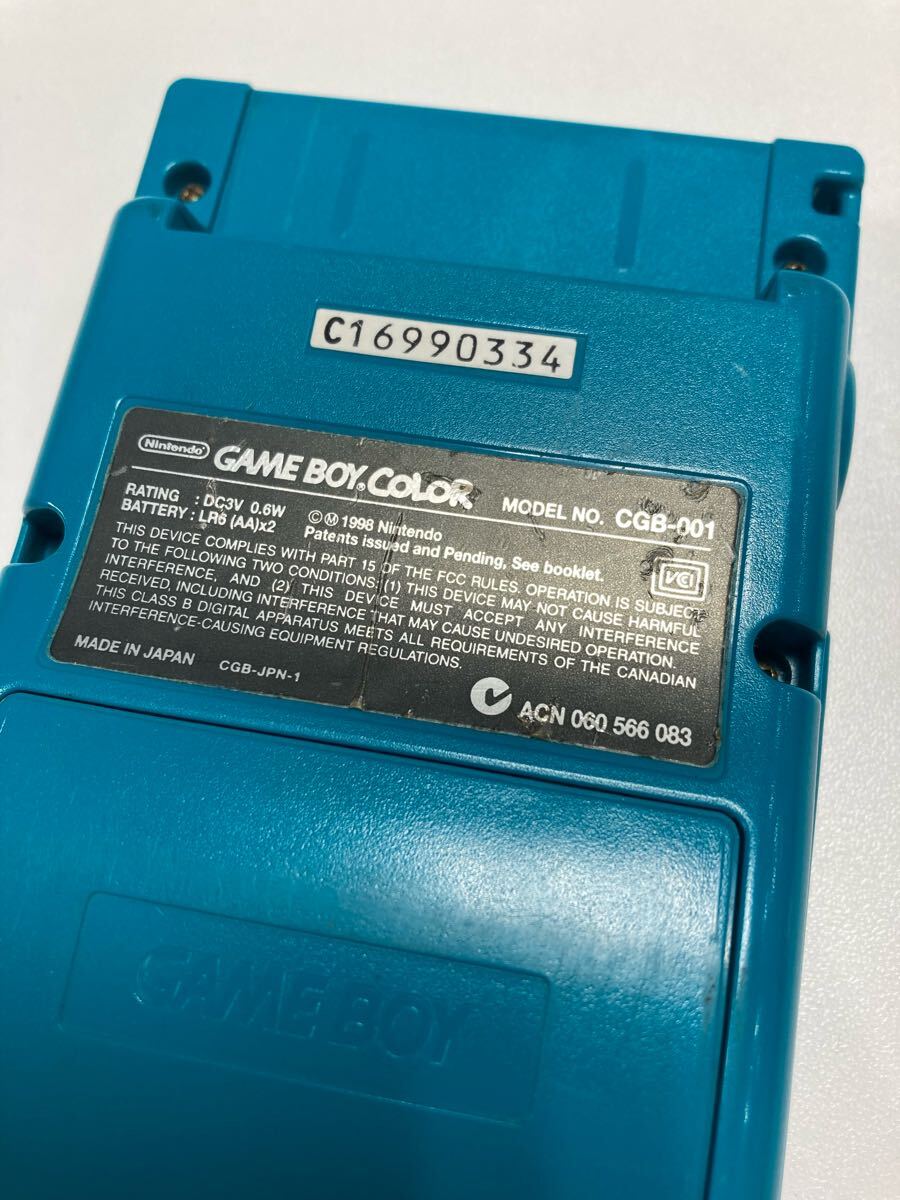 C16990334
Nintendo GAME BOY COLOR
MODEL NO. CGB-001
RATING : DC3V 0.6W
BATTERY : LR6 (AA)x2
©Ⓜ1998 Nintendo
Patents issued and Pending, See booklet.
THIS DEVICE COMPLIES WITH PART 15 OF THE FCC RULES. OPERATION IS SUBJECT
TO THE FOLLOWING TWO CONDITIONS: (1) THIS DEVICE MAY NOT CAUSE HARMFUL
INTERFERENCE, AND (2) THIS DEVICE MUST ACCEPT ANY INTERFERENCE
RECEIVED, INCLUDING INTERFERENCE THAT MAY CAUSE UNDESIRED OPERATION.
THIS CLASS B DIGITAL APPARATUS MEETS ALL REQUIREMENTS OF THE CANADIAN
INTERFERENCE-CAUSING EQUIPMENT REGULATIONS.
VCI
MADE IN JAPAN
CGB-JPN-1
ACN 060 566 083
GAME BOY